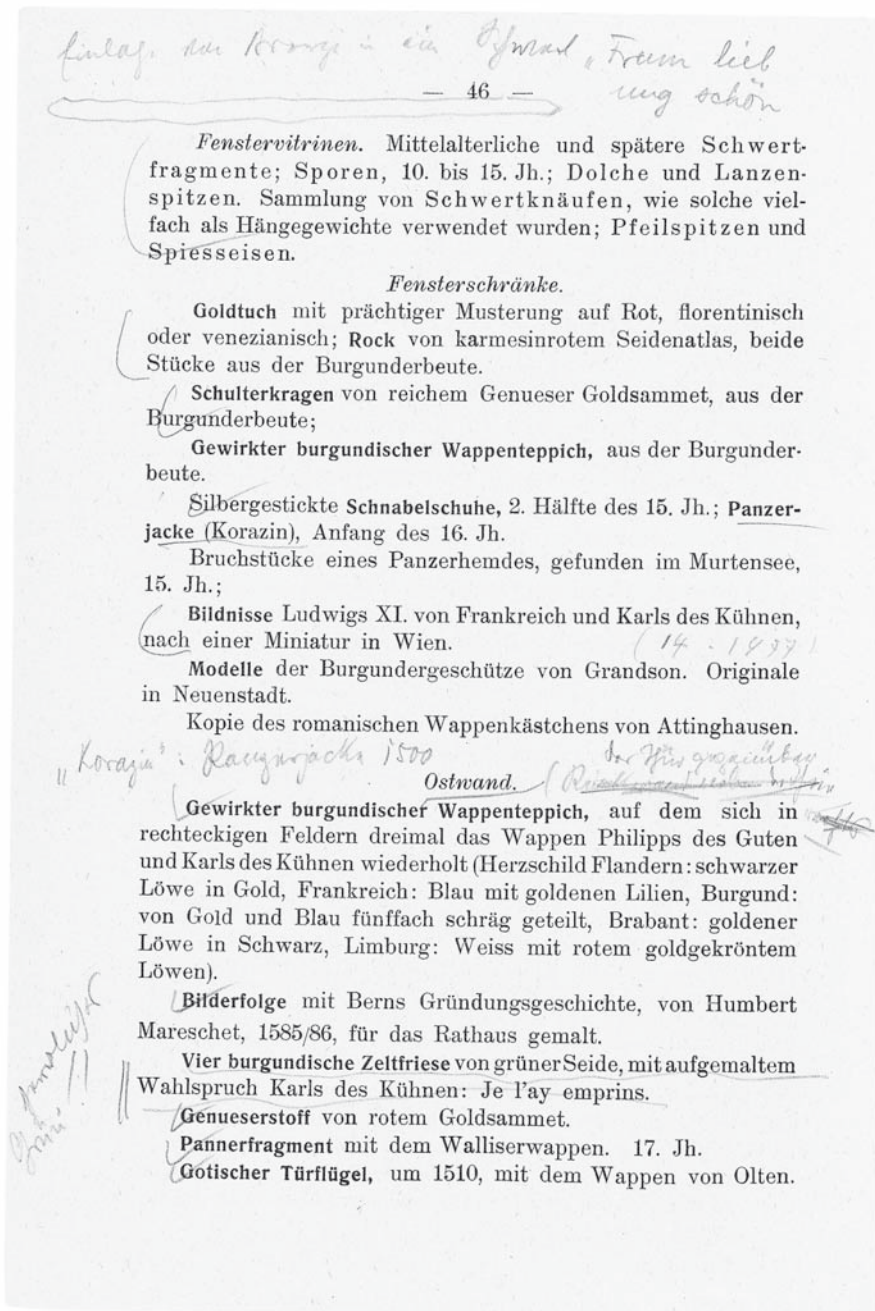 Einlage
"Frauen lieb
— 46 —
schön
Fenstervitrinen. Mittelalterliche und spätere Schwert-
fragmente; Sporen, 10. bis 15. Jh.; Dolche und Lanzen-
spitzen. Sammlung von Schwertknäufen, wie solche viel-
fach als Hängegewichte verwendet wurden; Pfeilspitzen und
Spiesseisen.
Fensterschränke.
Goldtuch mit prächtiger Musterung auf Rot, florentinisch
oder venezianisch; Rock von karmesinrotem Seidenatlas, beide
Stücke aus der Burgunderbeute.
Schulterkragen von reichem Genueser Goldsammet, aus der
Burgunderbeute;
Gewirkter burgundischer Wappenteppich, aus der Burgunder-
beute.
Silbergestickte Schnabelschuhe, 2. Hälfte des 15. Jh.; Panzer-
jacke (Korazin), Anfang des 16. Jh.
Bruchstücke eines Panzerhemdes, gefunden im Murtensee,
15. Jh.;
Bildnisse Ludwigs XI. von Frankreich und Karls des Kühnen,
nach einer Miniatur in Wien.
Modelle der Burgundergeschütze von Grandson. Originale
in Neuenstadt.
Kopie des romanischen Wappenkästchens von Attinghausen.
"Korazin": Panzerjacke 1500
Ostwand.
Gewirkter burgundischer Wappenteppich, auf dem sich in
rechteckigen Feldern dreimal das Wappen Philipps des Guten
und Karls des Kühnen wiederholt (Herzschild Flandern: schwarzer
Löwe in Gold, Frankreich: Blau mit goldenen Lilien, Burgund:
von Gold und Blau fünffach schräg geteilt, Brabant: goldener
Löwe in Schwarz, Limburg: Weiss mit rotem goldgekröntem
Löwen).
Bilderfolge mit Berns Gründungsgeschichte, von Humbert
Mareschet, 1585/86, für das Rathaus gemalt.
Vier burgundische Zeltfriese von grüner Seide, mit aufgemaltem
Wahlspruch Karls des Kühnen: Je l'ay emprins.
Genueserstoff von rotem Goldsammet.
Pannerfragment mit dem Walliserwappen. 17. Jh.
Gotischer Türflügel, um 1510, mit dem Wappen von Olten.